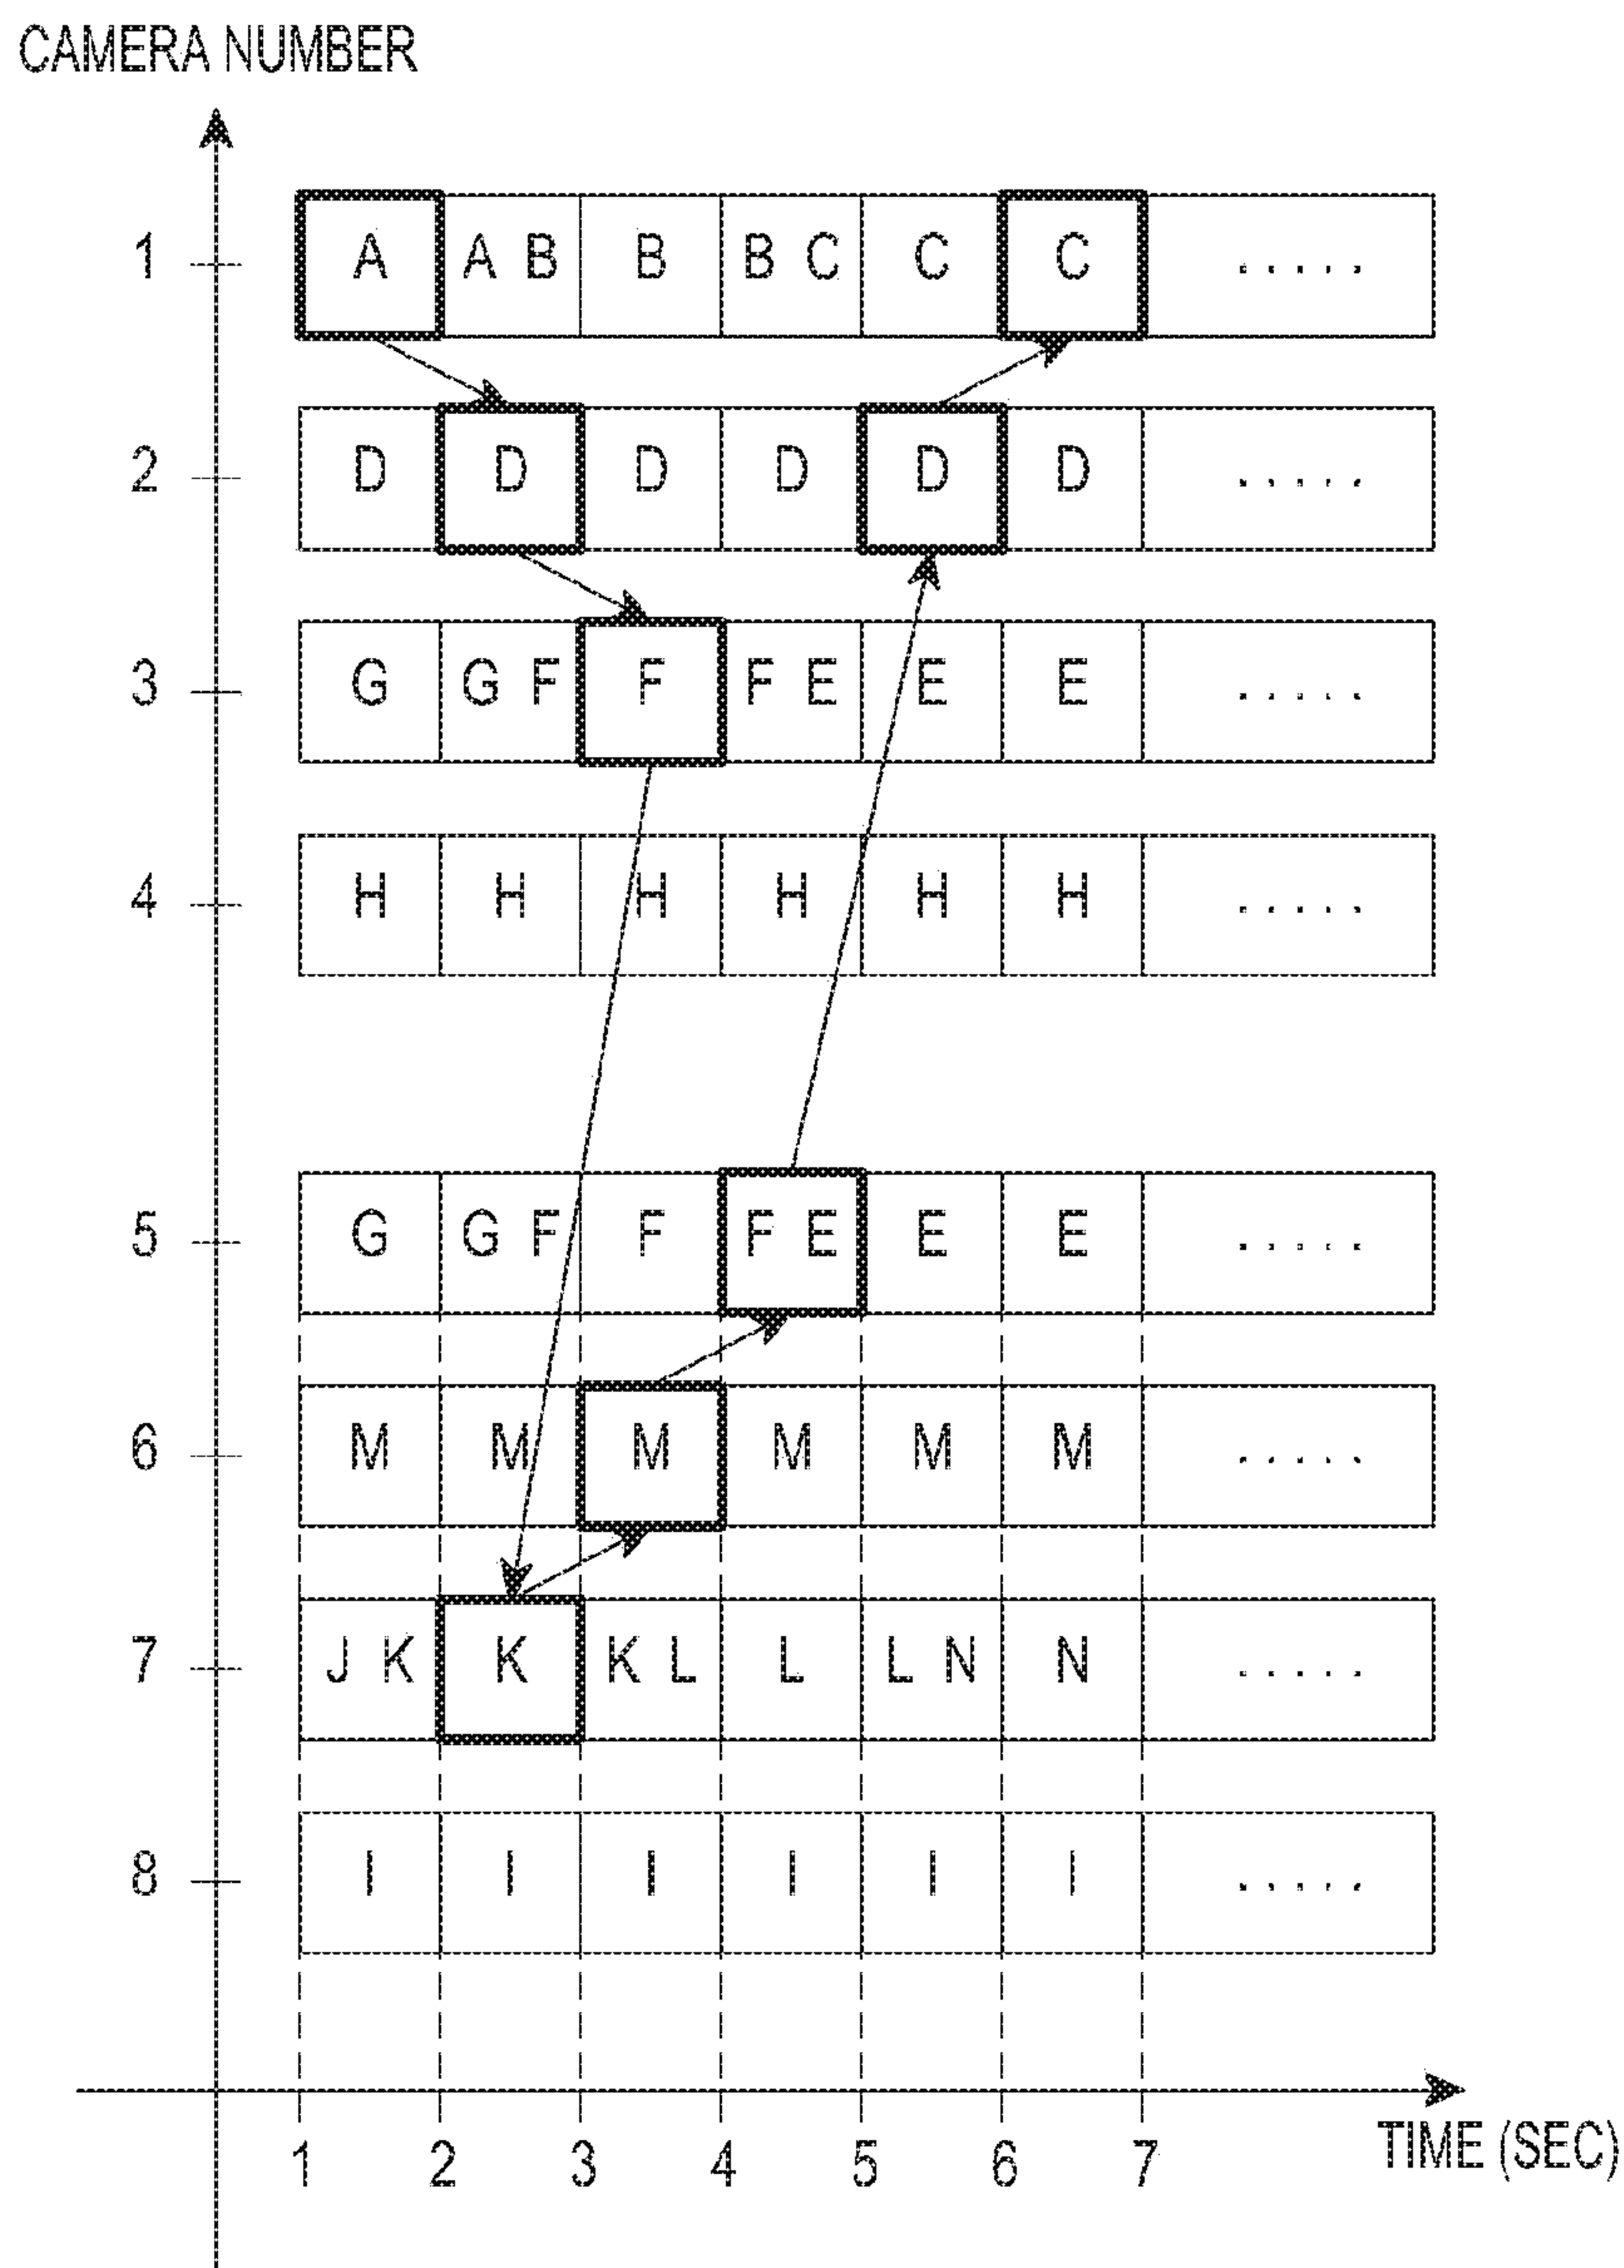 CAMERA NUMBER
1 A A B B B C C C .....
2 D D D D D D .....
3 G G F F F E E E .....
4 H H H H H H .....
5 G G F F F E E E .....
6 M M M M M M .....
7 J K K K L L L N N .....
8 I I I I I I .....
1 2 3 4 5 6 7 TIME (SEC)